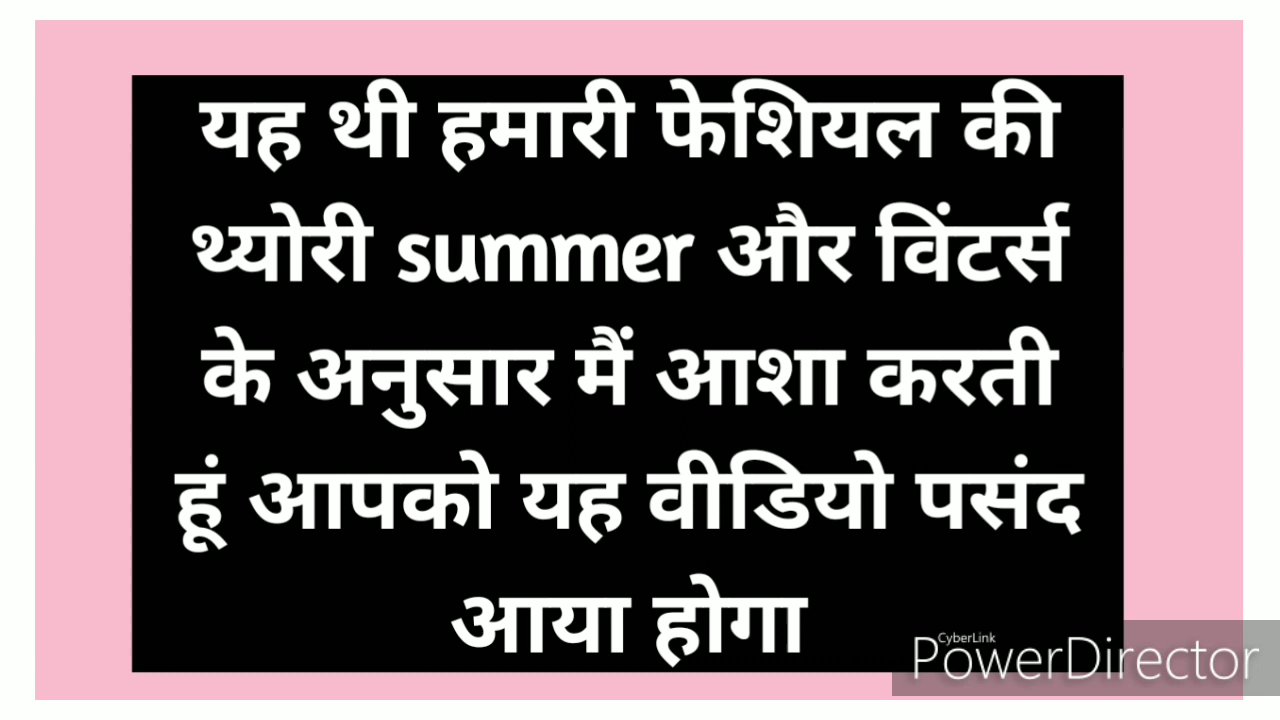 यह थी हमारी फेशियल की
थ्योरी summer और विंटर्स
के अनुसार मैं आशा करती
हूं आपको यह वीडियो पसंद
आया होगा
CyberLink
PowerDirector